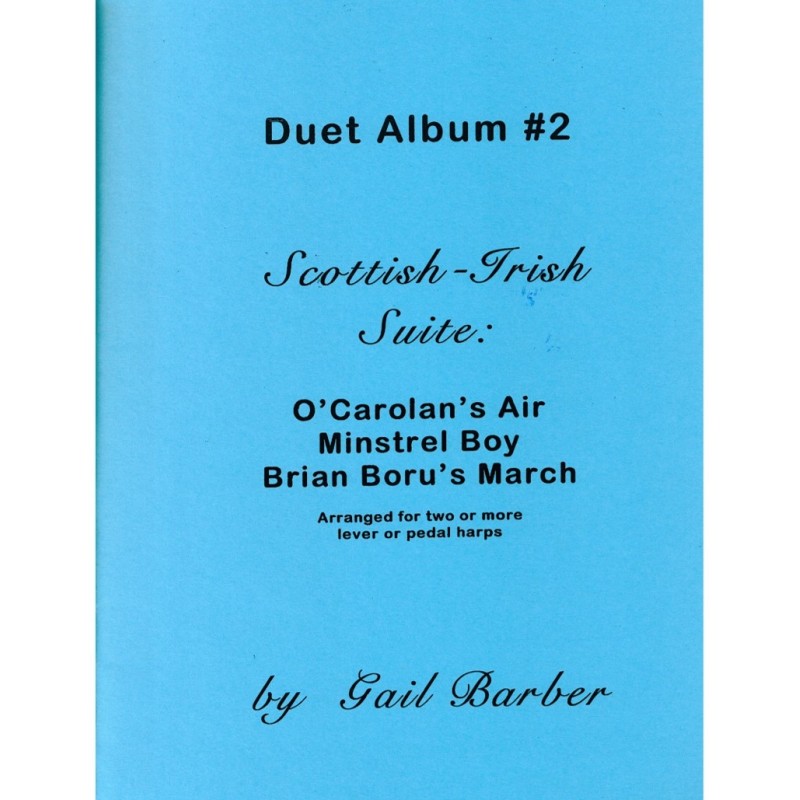 Duet Album #2
Scottish-Irish
Suite:
O'Carolan's Air
Minstrel Boy
Brian Boru's March
Arranged for two or more
lever or pedal harps
by Gail Barber